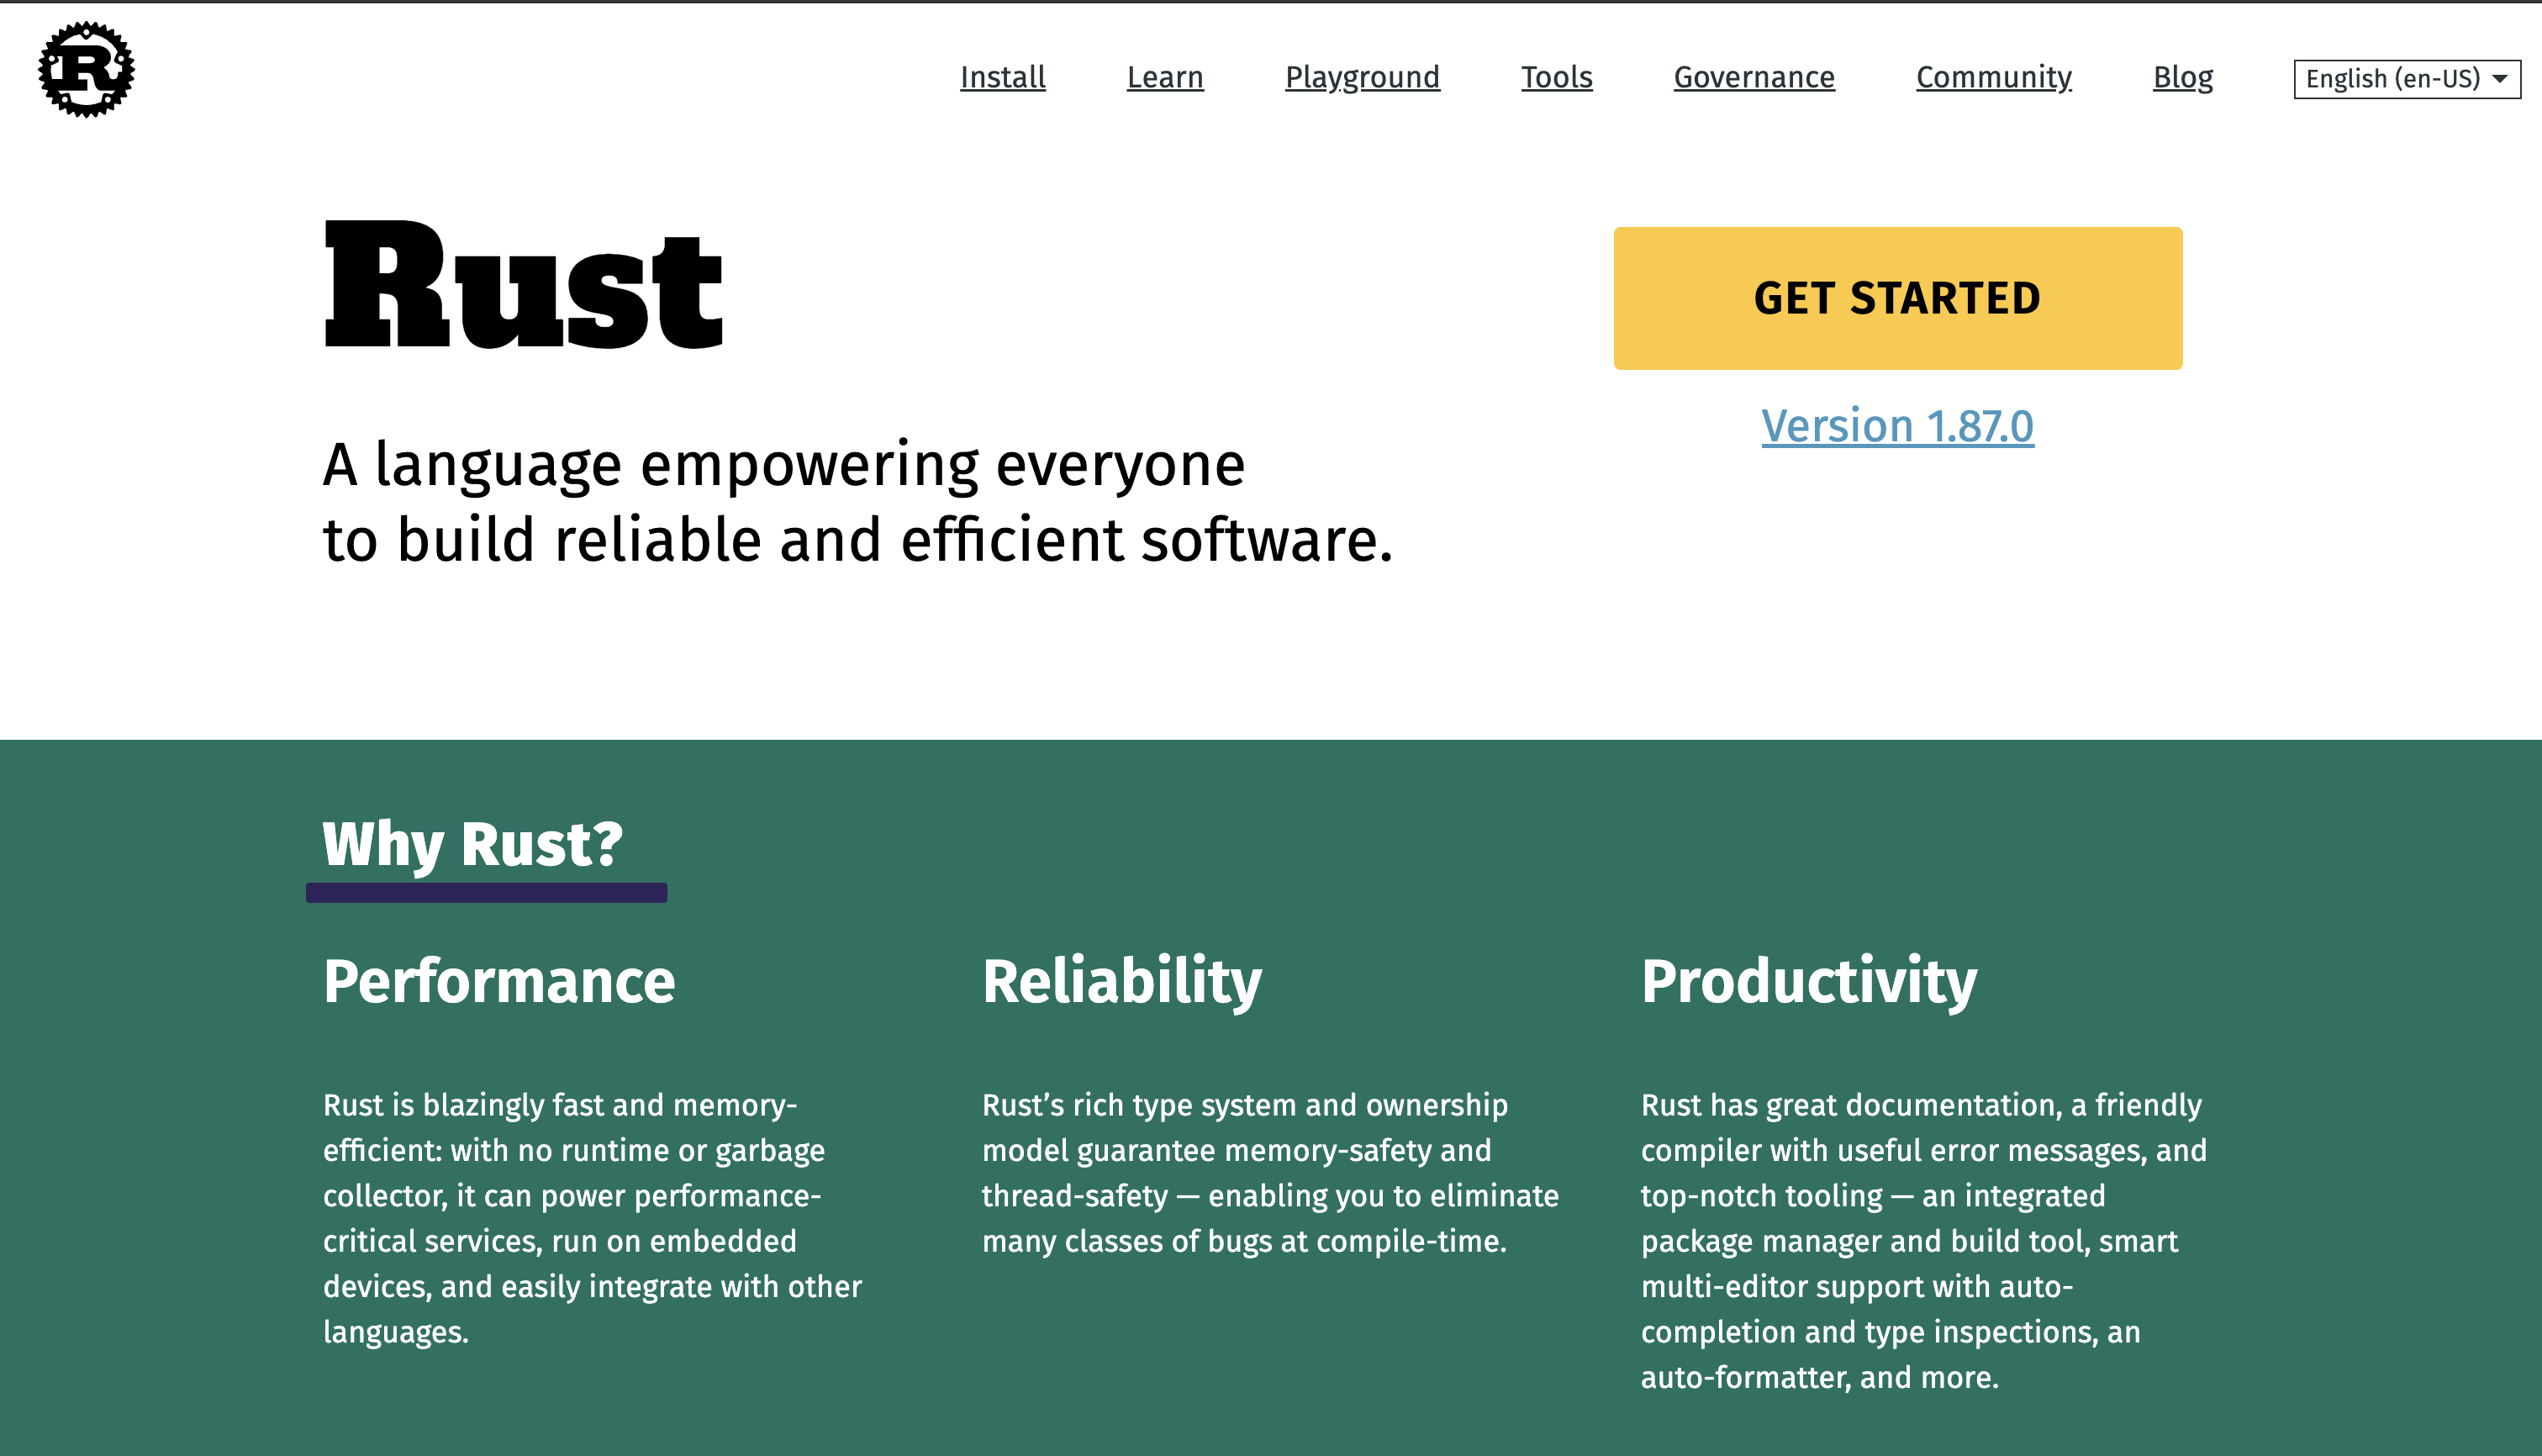 R
Install Learn Playground Tools Governance Community Blog English (en-US)
Rust
GET STARTED
Version 1.87.0
A language empowering everyone
to build reliable and efficient software.
Why Rust?
Performance
Rust is blazingly fast and memory-
efficient: with no runtime or garbage
collector, it can power performance-
critical services, run on embedded
devices, and easily integrate with other
languages.
Reliability
Rust’s rich type system and ownership
model guarantee memory-safety and
thread-safety — enabling you to eliminate
many classes of bugs at compile-time.
Productivity
Rust has great documentation, a friendly
compiler with useful error messages, and
top-notch tooling — an integrated
package manager and build tool, smart
multi-editor support with auto-
completion and type inspections, an
auto-formatter, and more.